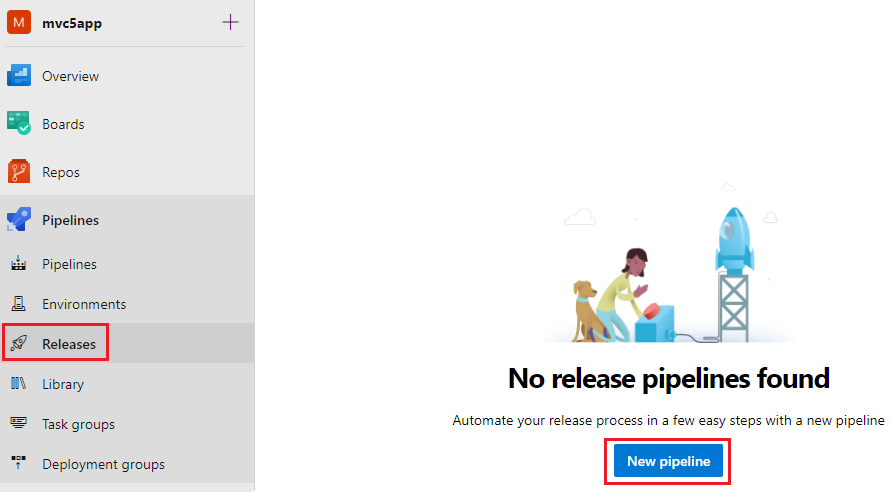 M mvc5app
Overview
Boards
Repos
Pipelines
Pipelines
Environments
Releases
Library
Task groups
Deployment groups
No release pipelines found
Automate your release process in a few easy steps with a new pipeline
New pipeline